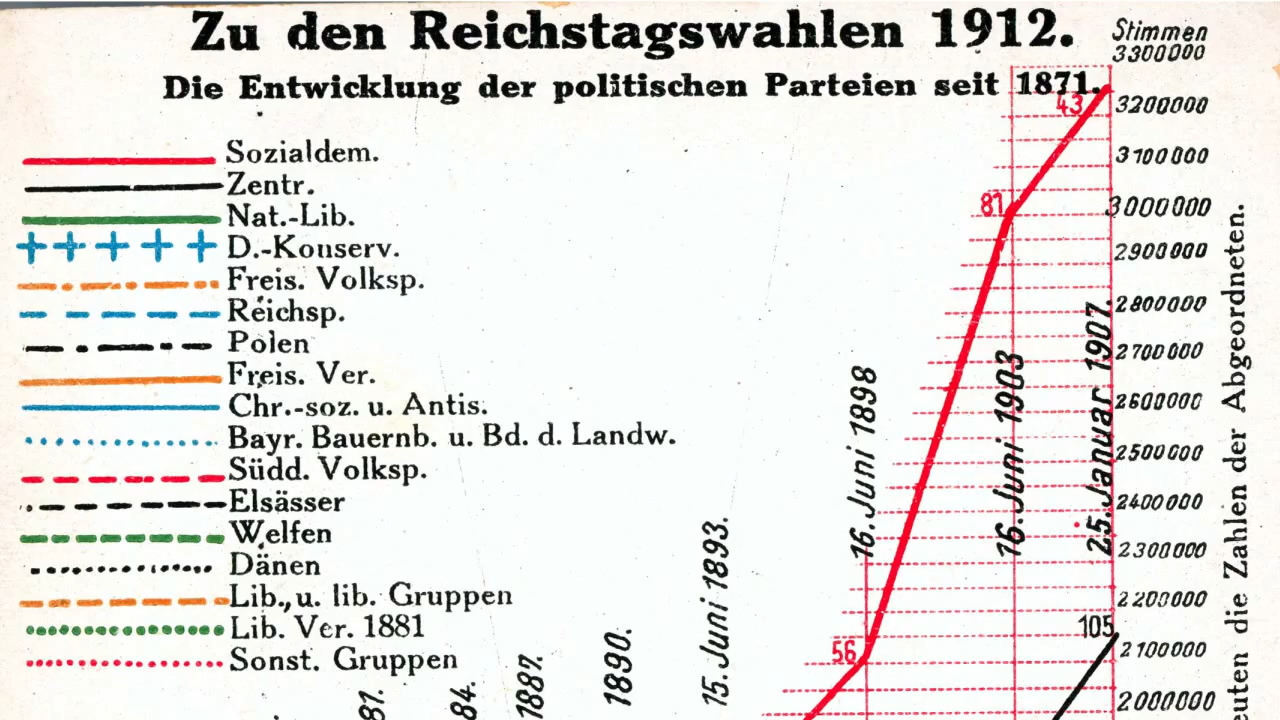 Zu den Reichstagswahlen 1912.
Die Entwicklung der politischen Parteien seit 1871.
Stimmen
3300000
3200000
3100000
3000000
2900000
2800000
2700000
2600000
2500000
2400000
2300000
2200000
2100000
2000000
Sozialdem.
Zentr.
Nat.-Lib.
D.-Konserv.
Freis. Volksp.
Reichsp.
Polen
Freis. Ver.
Chr.-soz. u. Antis.
Bayr. Bauernb. u. Bd. d. Landw.
Südd. Volksp.
Elsässer
Welfen
Dänen
Lib. u. lib. Gruppen
Lib. Ver. 1881
Sonst. Gruppen
81.
84.
1887.
1890.
15. Juni 1893.
16. Juni 1898
16. Juni 1903
25. Januar 1907.
56
81
43
105
euten die Zahlen der Abgeordneten.